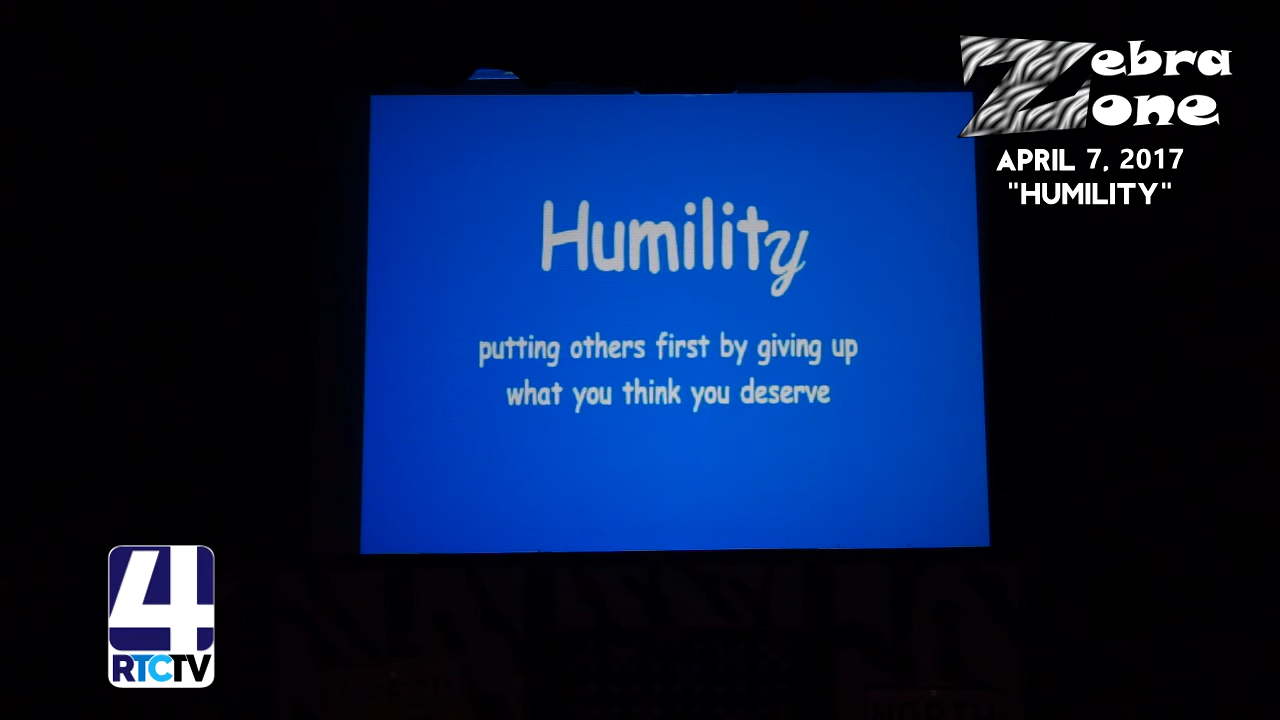 Zebra
Zone
APRIL 7, 2017
"HUMILITY"
Humility
putting others first by giving up
what you think you deserve
4
RTCTV